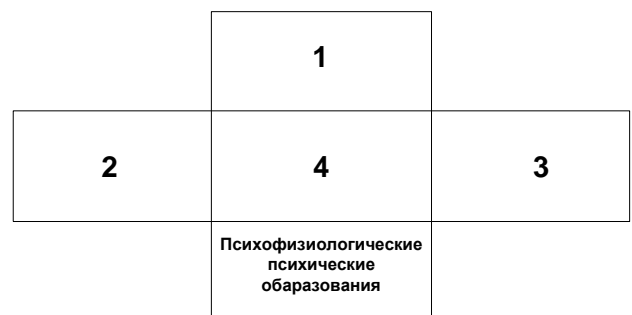 1
2 4 3
Психофизиологические
психические
обаразования